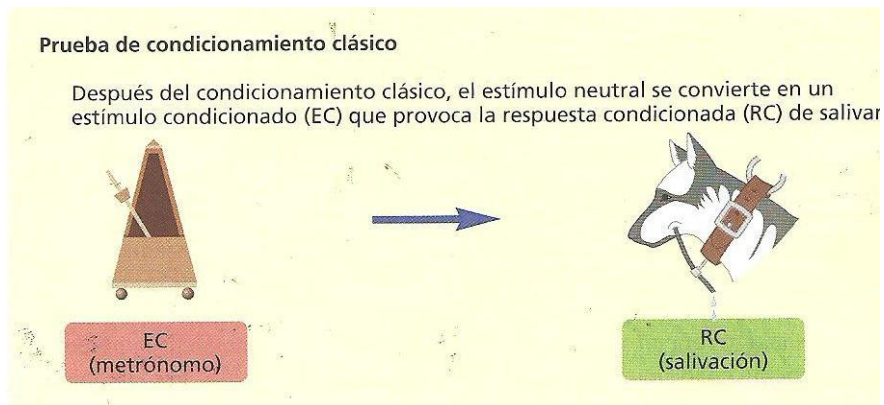 Prueba de condicionamiento clásico
Después del condicionamiento clásico, el estímulo neutral se convierte en un
estímulo condicionado (EC) que provoca la respuesta condicionada (RC) de salivar
EC
(metrónomo)
RC
(salivación)